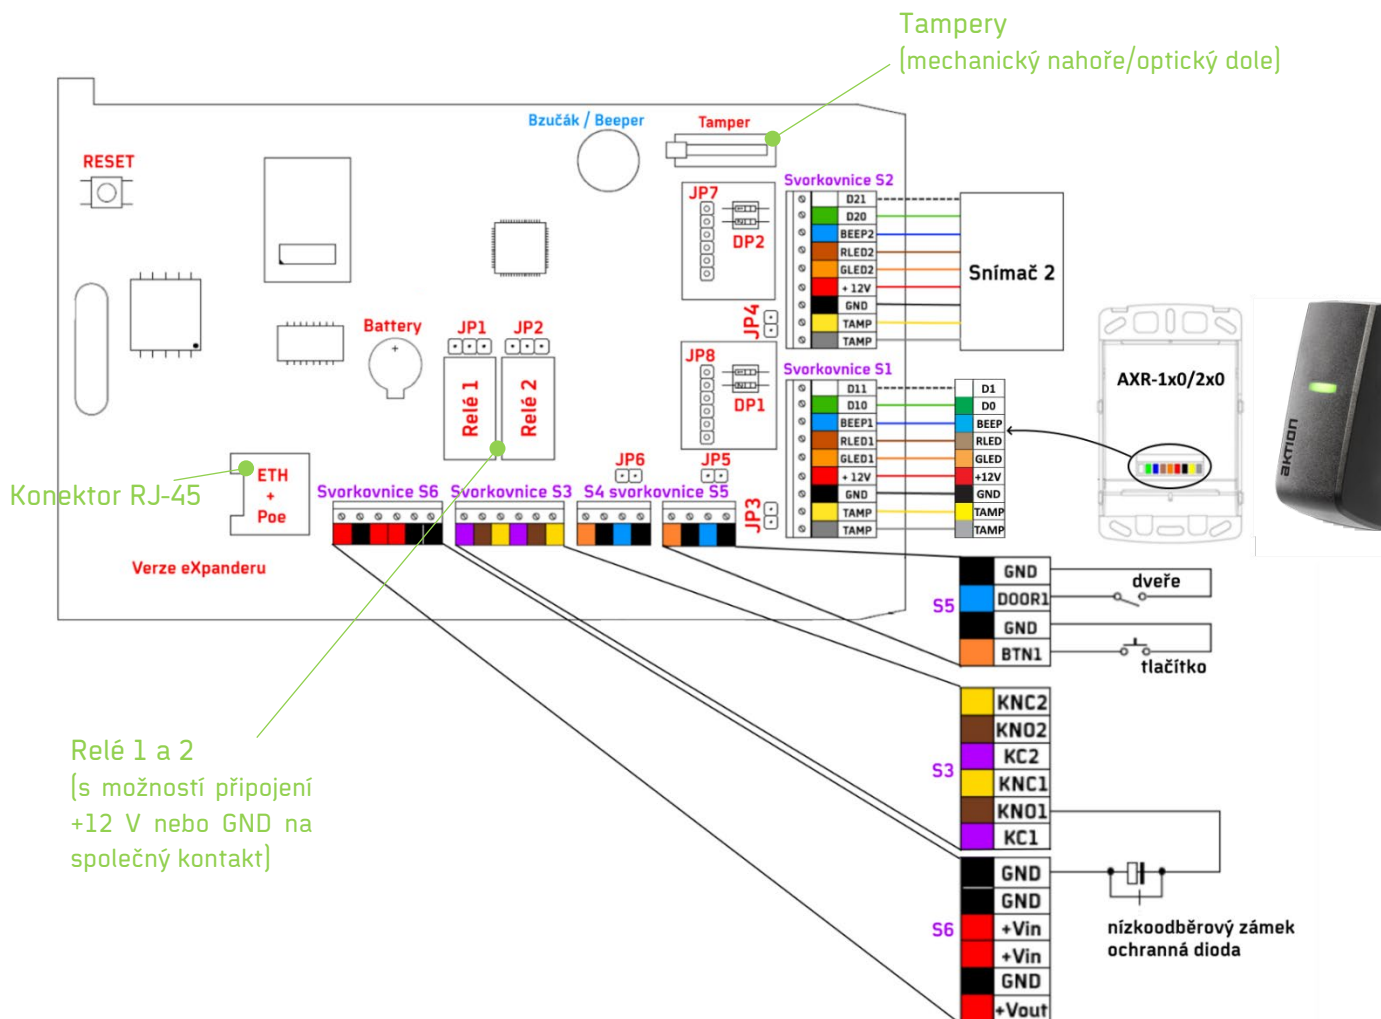 Tampery
(mechanický nahoře/optický dole)
Bzučák / Beeper
Tamper
RESET
Svorkovnice S2
JP7
DP2
D21
D20
BEEP2
RLED2
GLED2
+ 12V
GND
TAMP
TAMP
Snímač 2
JP4
Battery
+
JP1
JP2
Relé 1
Relé 2
JP8
DP1
Svorkovnice S1
D11
D10
BEEP1
RLED1
GLED1
+ 12V
GND
TAMP
TAMP
D1
D0
BEEP
RLED
GLED
+12V
GND
TAMP
TAMP
AXR-1x0/2x0
aktion
JP6
JP5
JP3
Konektor RJ-45
ETH
+
Poe
Svorkovnice S6
Svorkovnice S3
S4 svorkovnice S5
Verze eXpanderu
S5
GND
DOOR1
GND
BTN1
dveře
tlačítko
S3
KNC2
KNO2
KC2
KNC1
KNO1
KC1
S6
GND
GND
+Vin
+Vin
GND
+Vout
nízkoodběrový zámek
ochranná dioda
Relé 1 a 2
(s možností připojení
+12 V nebo GND na
společný kontakt)